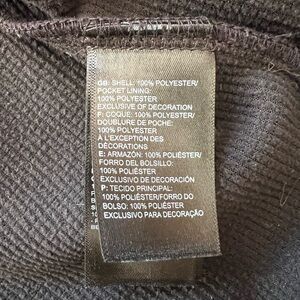 GB: SHELL: 100% POLYESTER/
POCKET LINING:
100% POLYESTER
EXCLUSIVE OF DECORATION
F: COQUE: 100% POLYESTER/
DOUBLURE DE POCHE:
100% POLYESTER
À L'EXCEPTION DES
DÉCORATIONS
E: ARMAZÓN: 100% POLIÉSTER/
FORRO DEL BOLSILLO:
100% POLIÉSTER
EXCLUSIVO DE DECORACIÓN
P: TECIDO PRINCIPAL:
100% POLIÉSTER/FORRO DO
BOLSO: 100% POLIÉSTER
EXCLUSIVO PARA DECORAÇÃO